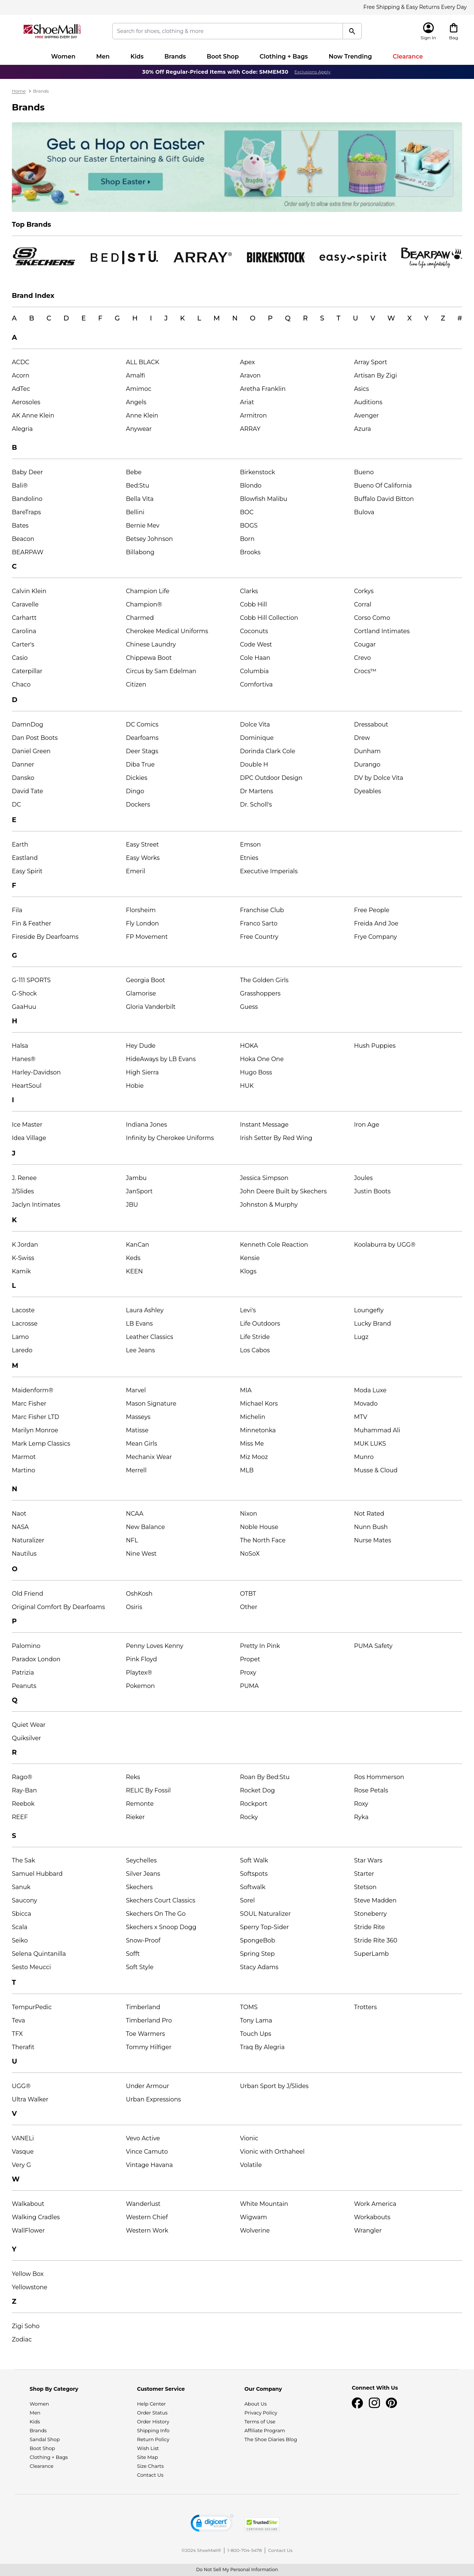 Free Shipping & Easy Returns Every Day
ShoeMall
FREE SHIPPING EVERY DAY
Search for shoes, clothing & more
Sign In
Bag
Women Men Kids Brands Boot Shop Clothing + Bags Now Trending Clearance
30% Off Regular-Priced Items with Code: SMMEM30 Exclusions Apply
Home > Brands
Brands
Get a Hop on Easter
Shop our Easter Entertaining & Gift Guide
Shop Easter
Order early to allow extra time for personalization.
Top Brands
SKECHERS BED|STÜ ARRAY® BIRKENSTOCK easy~spirit BEARPAW
live life comfortably
Brand Index
A B C D E F G H I J K L M N O P Q R S T U V W X Y Z #
A
ACDC ALL BLACK Apex Array Sport
Acorn Amalfi Aravon Artisan By Zigi
AdTec Amimoc Aretha Franklin Asics
Aerosoles Angels Ariat Auditions
AK Anne Klein Anne Klein Armitron Avenger
Alegria Anywear ARRAY Azura
B
Baby Deer Bebe Birkenstock Bueno
Bali® Bed:Stu Blondo Bueno Of California
Bandolino Bella Vita Blowfish Malibu Buffalo David Bitton
BareTraps Bellini BOC Bulova
Bates Bernie Mev BOGS
Beacon Betsey Johnson Born
BEARPAW Billabong Brooks
C
Calvin Klein Champion Life Clarks Corkys
Caravelle Champion® Cobb Hill Corral
Carhartt Charmed Cobb Hill Collection Corso Como
Carolina Cherokee Medical Uniforms Coconuts Cortland Intimates
Carter's Chinese Laundry Code West Cougar
Casio Chippewa Boot Cole Haan Crevo
Caterpillar Circus by Sam Edelman Columbia Crocs™
Chaco Citizen Comfortiva
D
DamnDog DC Comics Dolce Vita Dressabout
Dan Post Boots Dearfoams Dominique Drew
Daniel Green Deer Stags Dorinda Clark Cole Dunham
Danner Diba True Double H Durango
Dansko Dickies DPC Outdoor Design DV by Dolce Vita
David Tate Dingo Dr Martens Dyeables
DC Dockers Dr. Scholl's
E
Earth Easy Street Emson
Eastland Easy Works Etnies
Easy Spirit Emeril Executive Imperials
F
Fila Florsheim Franchise Club Free People
Fin & Feather Fly London Franco Sarto Freida And Joe
Fireside By Dearfoams FP Movement Free Country Frye Company
G
G-111 SPORTS Georgia Boot The Golden Girls
G-Shock Glamorise Grasshoppers
GaaHuu Gloria Vanderbilt Guess
H
Halsa Hey Dude HOKA Hush Puppies
Hanes® HideAways by LB Evans Hoka One One
Harley-Davidson High Sierra Hugo Boss
HeartSoul Hobie HUK
I
Ice Master Indiana Jones Instant Message Iron Age
Idea Village Infinity by Cherokee Uniforms Irish Setter By Red Wing
J
J. Renee Jambu Jessica Simpson Joules
J/Slides JanSport John Deere Built by Skechers Justin Boots
Jaclyn Intimates JBU Johnston & Murphy
K
K Jordan KanCan Kenneth Cole Reaction Koolaburra by UGG®
K-Swiss Keds Kensie
Kamik KEEN Klogs
L
Lacoste Laura Ashley Levi's Loungefly
Lacrosse LB Evans Life Outdoors Lucky Brand
Lamo Leather Classics Life Stride Lugz
Laredo Lee Jeans Los Cabos
M
Maidenform® Marvel MIA Moda Luxe
Marc Fisher Mason Signature Michael Kors Movado
Marc Fisher LTD Masseys Michelin MTV
Marilyn Monroe Matisse Minnetonka Muhammad Ali
Mark Lemp Classics Mean Girls Miss Me MUK LUKS
Marmot Mechanix Wear Miz Mooz Munro
Martino Merrell MLB Musse & Cloud
N
Naot NCAA Nixon Not Rated
NASA New Balance Noble House Nunn Bush
Naturalizer NFL The North Face Nurse Mates
Nautilus Nine West NoSoX
O
Old Friend OshKosh OTBT
Original Comfort By Dearfoams Osiris Other
P
Palomino Penny Loves Kenny Pretty In Pink PUMA Safety
Paradox London Pink Floyd Propet
Patrizia Playtex® Proxy
Peanuts Pokemon PUMA
Q
Quiet Wear
Quiksilver
R
Rago® Reks Roan By Bed:Stu Ros Hommerson
Ray-Ban RELIC By Fossil Rocket Dog Rose Petals
Reebok Remonte Rockport Roxy
REEF Rieker Rocky Ryka
S
The Sak Seychelles Soft Walk Star Wars
Samuel Hubbard Silver Jeans Softspots Starter
Sanuk Skechers Softwalk Stetson
Saucony Skechers Court Classics Sorel Steve Madden
Sbicca Skechers On The Go SOUL Naturalizer Stoneberry
Scala Skechers x Snoop Dogg Sperry Top-Sider Stride Rite
Seiko Snow-Proof SpongeBob Stride Rite 360
Selena Quintanilla Sofft Spring Step SuperLamb
Sesto Meucci Soft Style Stacy Adams
T
TempurPedic Timberland TOMS Trotters
Teva Timberland Pro Tony Lama
TFX Toe Warmers Touch Ups
Therafit Tommy Hilfiger Traq By Alegria
U
UGG® Under Armour Urban Sport by J/Slides
Ultra Walker Urban Expressions
V
VANELi Vevo Active Vionic
Vasque Vince Camuto Vionic with Orthaheel
Very G Vintage Havana Volatile
W
Walkabout Wanderlust White Mountain Work America
Walking Cradles Western Chief Wigwam Workabouts
WallFlower Western Work Wolverine Wrangler
Y
Yellow Box
Yellowstone
Z
Zigi Soho
Zodiac
Shop By Category Customer Service Our Company Connect With Us
Women Help Center About Us
Men Order Status Privacy Policy
Kids Order History Terms of Use
Brands Shipping Info Affiliate Program
Sandal Shop Return Policy The Shoe Diaries Blog
Boot Shop Wish List
Clothing + Bags Site Map
Clearance Size Charts
Contact Us
digicert TrustedSite
CERTIFIED SECURE
©2024 ShoeMall® | 1-800-704-5478 | Contact Us
Do Not Sell My Personal Information